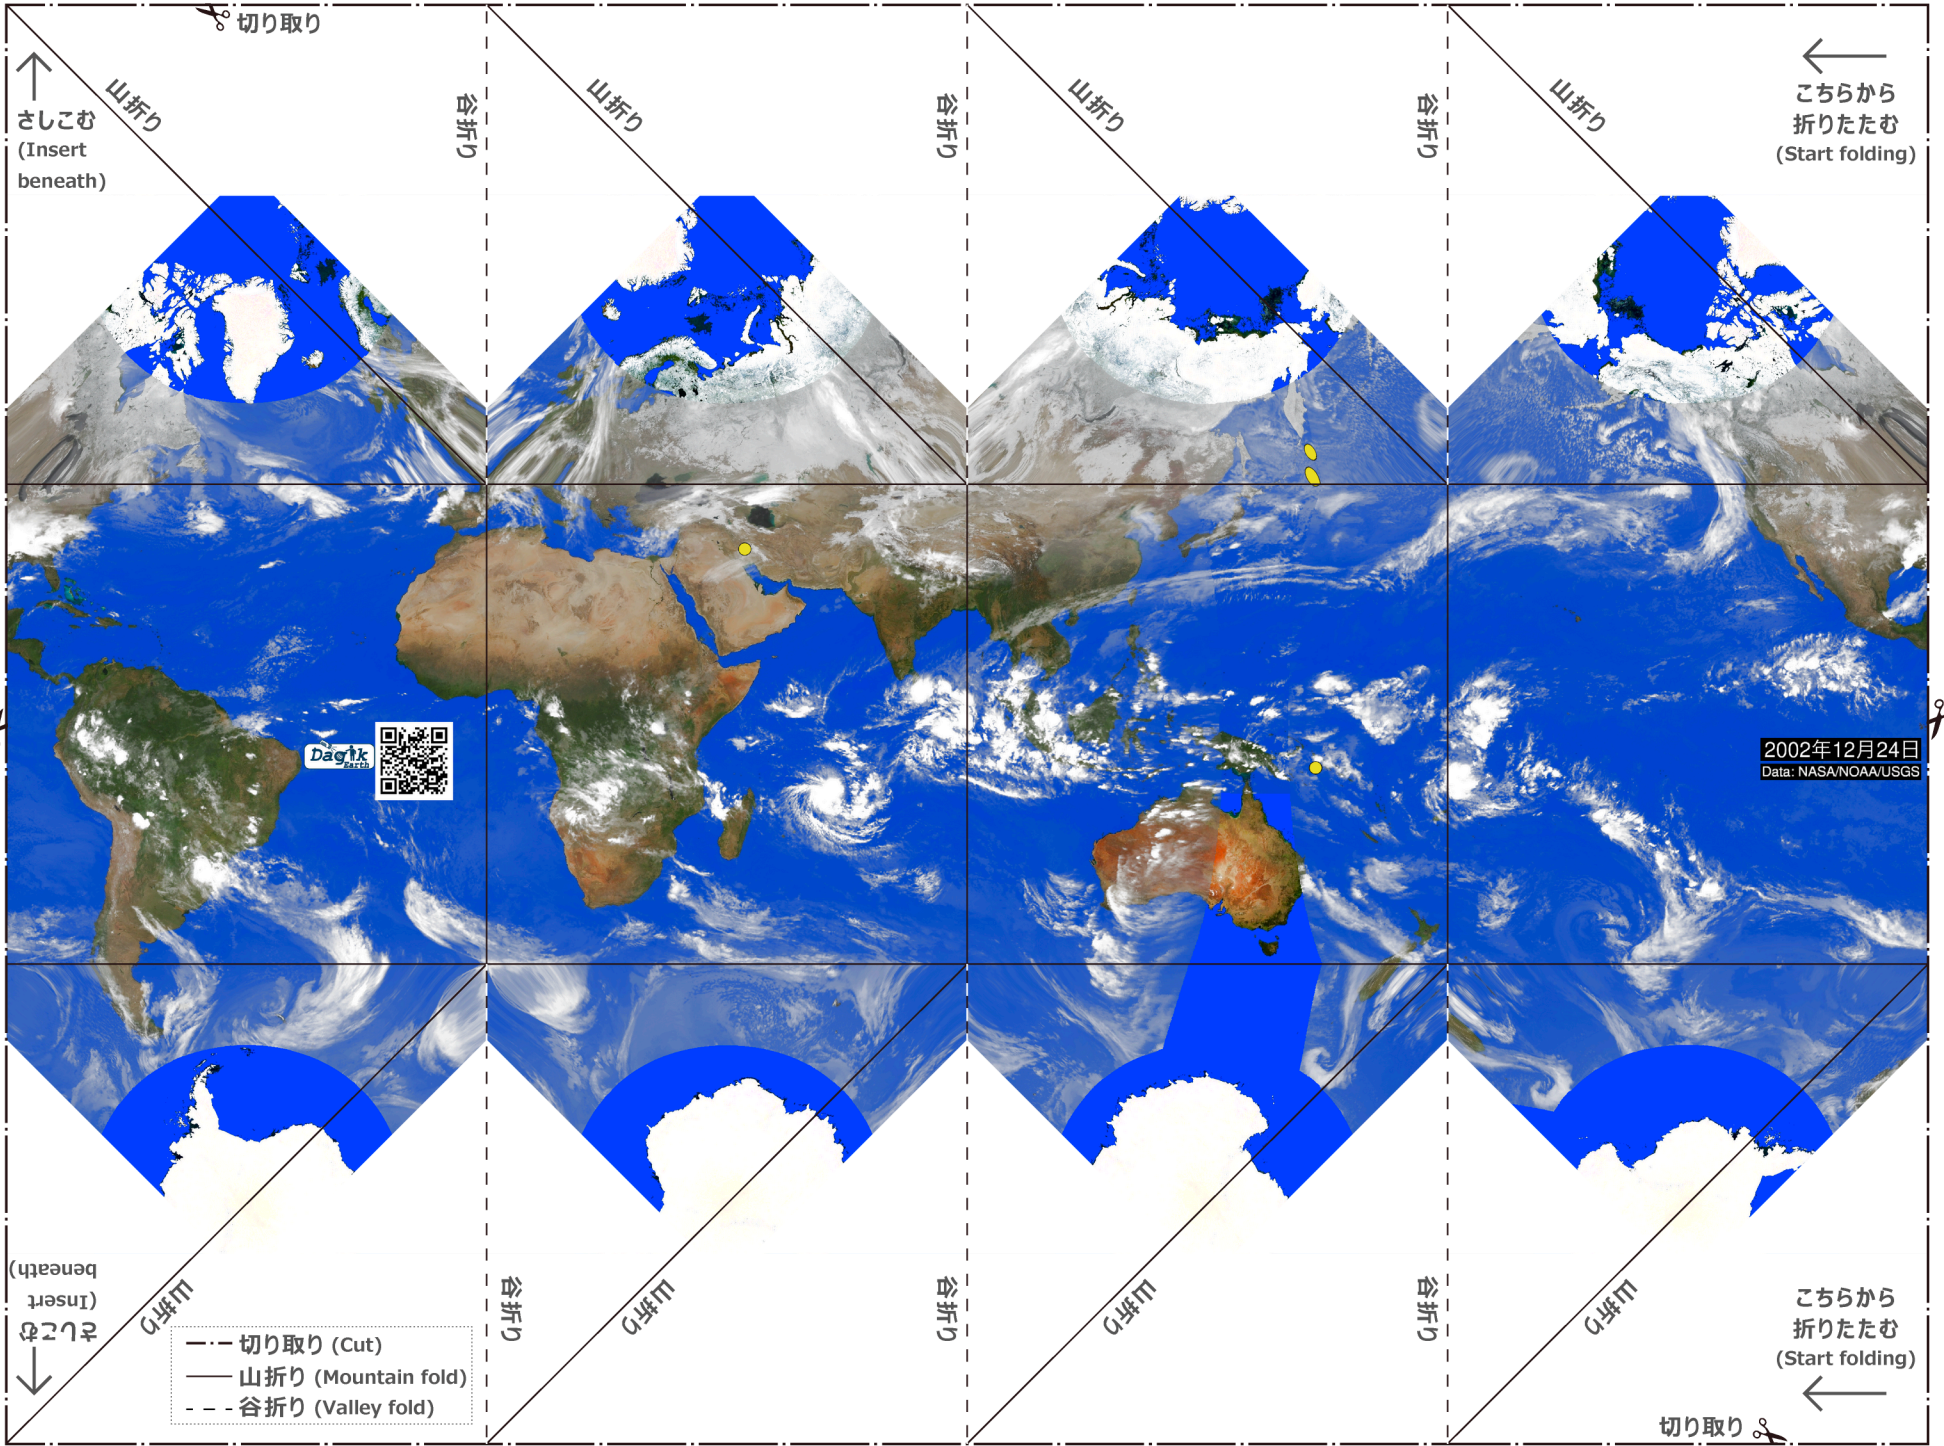 切り取り
山折り
谷折り
山折り
谷折り
山折り
谷折り
山折り
さしこむ
(Insert
beneath)
こちらから
折りたたむ
(Start folding)
Dagik
Earth
2002年12月24日
Data: NASA/NOAA/USGS
さしこむ
(Insert
beneath)
山折り
谷折り
山折り
谷折り
山折り
谷折り
山折り
切り取り (Cut)
山折り (Mountain fold)
谷折り (Valley fold)
こちらから
折りたたむ
(Start folding)
切り取り